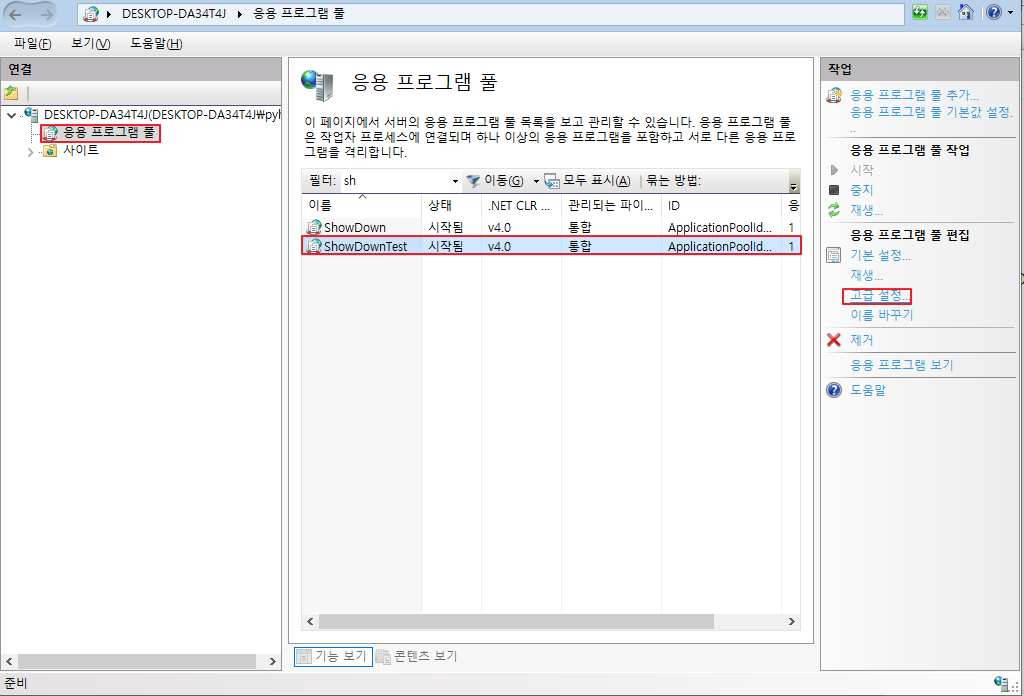 DESKTOP-DA34T4J ▸ 응용 프로그램 풀
파일(F) 보기(V) 도움말(H)
연결
DESKTOP-DA34T4J(DESKTOP-DA34T4J₩pyh
응용 프로그램 풀
사이트
응용 프로그램 풀
이 페이지에서 서버의 응용 프로그램 풀 목록을 보고 관리할 수 있습니다. 응용 프로그램 풀
은 작업자 프로세스에 연결되며 하나 이상의 응용 프로그램을 포함하고 서로 다른 응용 프로
그램을 격리합니다.
필터: sh 이동(G) 모두 표시(A) 묶는 방법:
이름 상태 .NET CLR ... 관리되는 파이... ID 응
ShowDown 시작됨 v4.0 통합 ApplicationPoolId... 1
ShowDownTest 시작됨 v4.0 통합 ApplicationPoolId... 1
기능 보기 콘텐츠 보기
작업
응용 프로그램 풀 추가...
응용 프로그램 풀 기본값 설정.
..
응용 프로그램 풀 작업
시작
중지
재생...
응용 프로그램 풀 편집
기본 설정...
재생...
고급 설정...
이름 바꾸기
제거
응용 프로그램 보기
도움말
준비